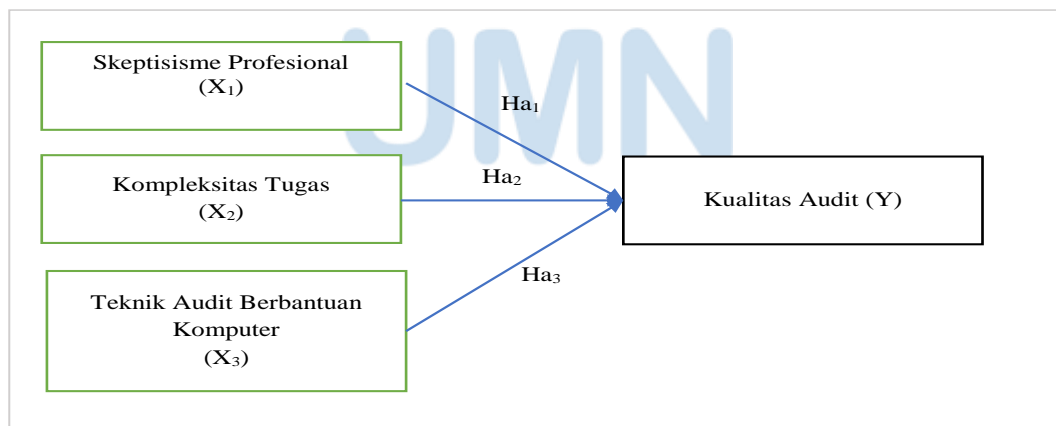 UMN
Skeptisisme Profesional
(X₁)
Ha₁
Kompleksitas Tugas
(X₂)
Ha₂
Kualitas Audit (Y)
Ha₃
Teknik Audit Berbantuan
Komputer
(X₃)